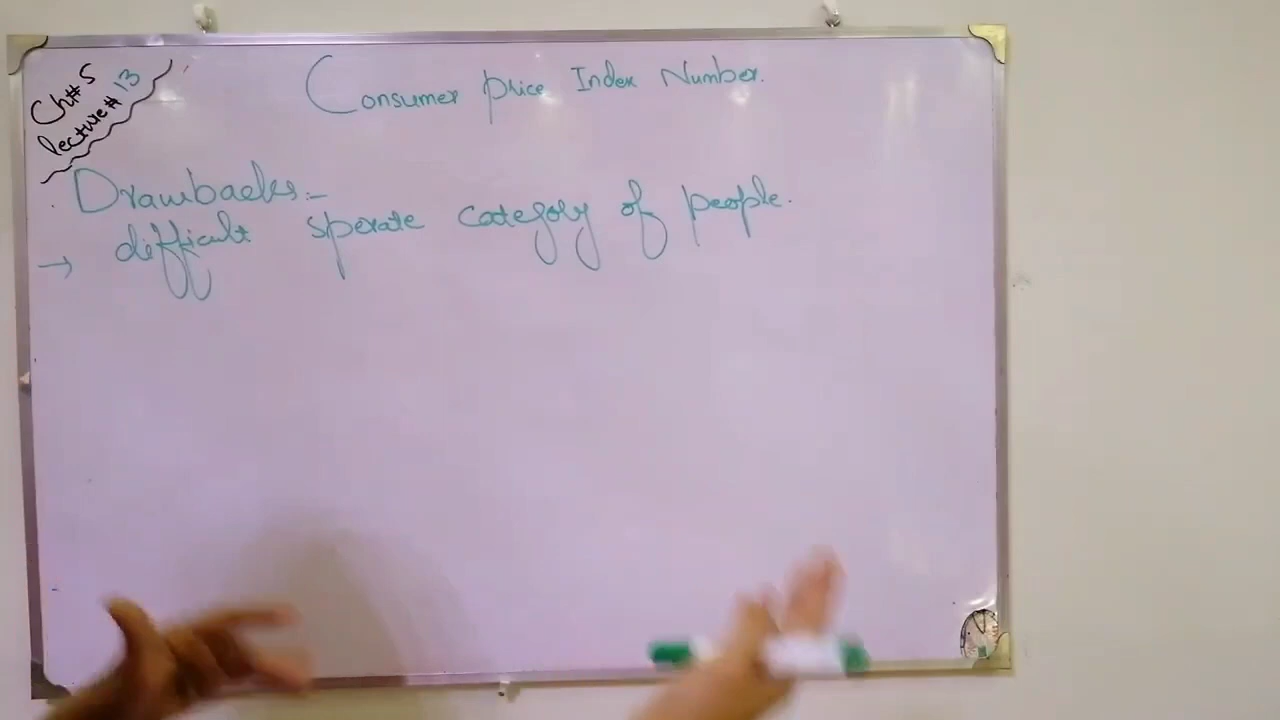 Ch# 5
lecture# 13
Consumer price Index Number.
Drawbacks:-
→ difficult sperate category of people.